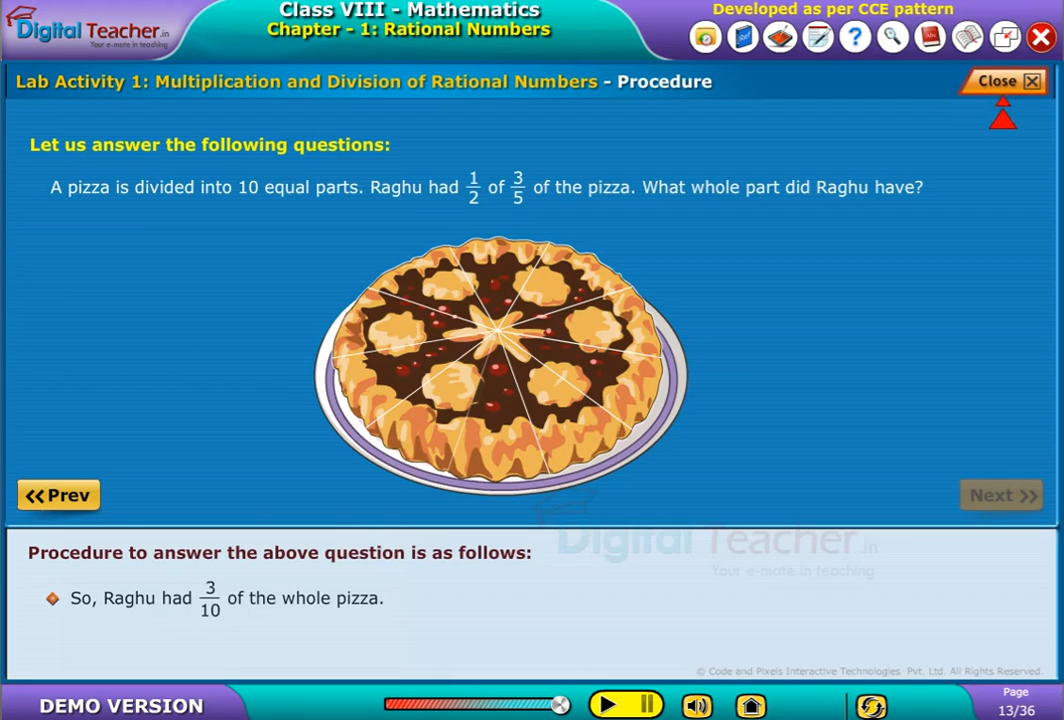 Digital Teacher.in
Your e-mate in teaching
Class VIII - Mathematics
Chapter - 1: Rational Numbers
Developed as per CCE pattern
Lab Activity 1: Multiplication and Division of Rational Numbers - Procedure
Close
Let us answer the following questions:
A pizza is divided into 10 equal parts. Raghu had 1/2 of 3/5 of the pizza. What whole part did Raghu have?
<< Prev
Next >>
Digital Teacher.in
Your e-mate in teaching
Procedure to answer the above question is as follows:
So, Raghu had 3/10 of the whole pizza.
© Code and Pixels Interactive Technologies Pvt. Ltd. All Rights Reserved.
DEMO VERSION
Page
13/36